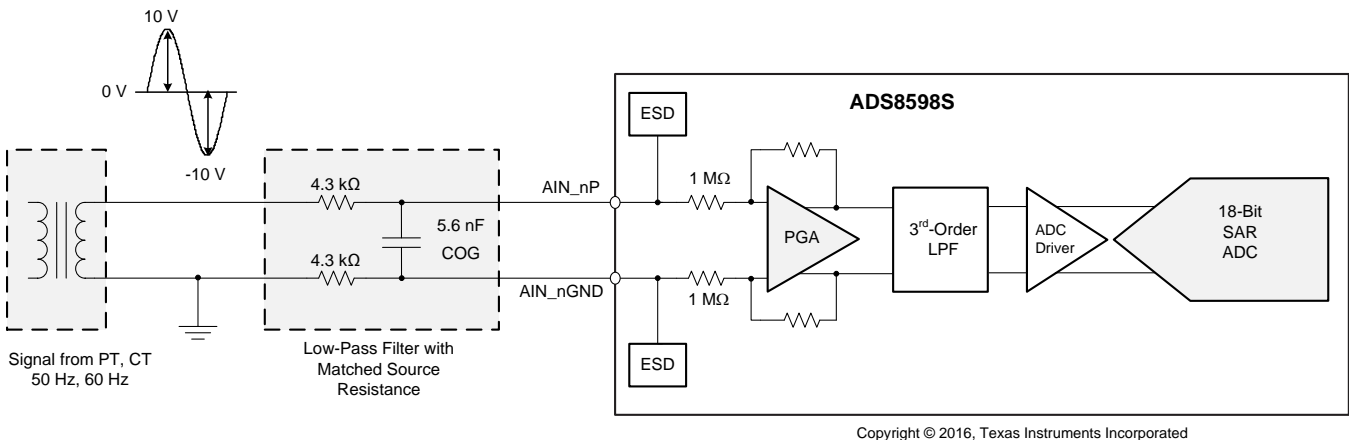 10 V
0 V
-10 V
Signal from PT, CT
50 Hz, 60 Hz
4.3 kΩ
5.6 nF
COG
4.3 kΩ
Low-Pass Filter with
Matched Source
Resistance
AIN_nP
AIN_nGND
ADS8598S
ESD
1 MΩ
PGA
1 MΩ
ESD
3rd-Order
LPF
ADC
Driver
18-Bit
SAR
ADC
Copyright © 2016, Texas Instruments Incorporated